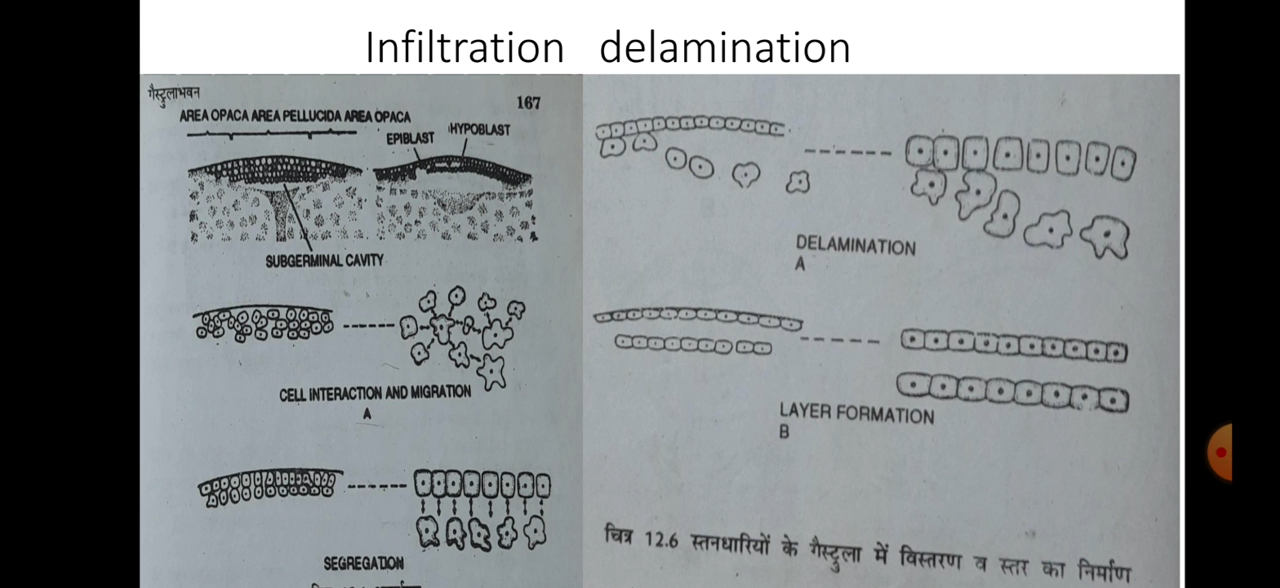 Infiltration delamination
गैस्ट्रुलाभवन
167
AREA OPACA AREA PELLUCIDA AREA OPACA
EPIBLAST
HYPOBLAST
SUBGERMINAL CAVITY
CELL INTERACTION AND MIGRATION
A
SEGREGATION
DELAMINATION
A
LAYER FORMATION
B
चित्र 12.6 स्तनधारियों के गैस्ट्रुला में विस्तरण व स्तर का निर्माण